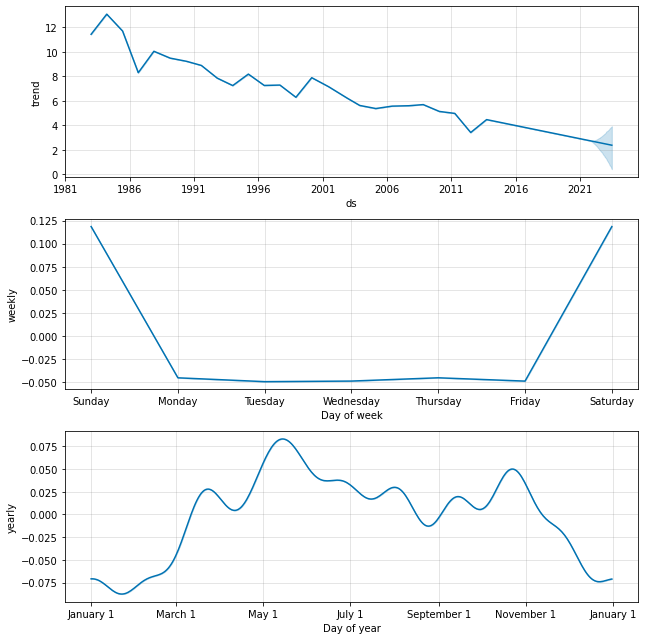 12
10
8
6
4
2
0
trend
1981 1986 1991 1996 2001 2006 2011 2016 2021
ds
0.125
0.100
0.075
0.050
0.025
0.000
−0.025
−0.050
weekly
Sunday Monday Tuesday Wednesday Thursday Friday Saturday
Day of week
0.075
0.050
0.025
0.000
−0.025
−0.050
−0.075
yearly
January 1 March 1 May 1 July 1 September 1 November 1 January 1
Day of year